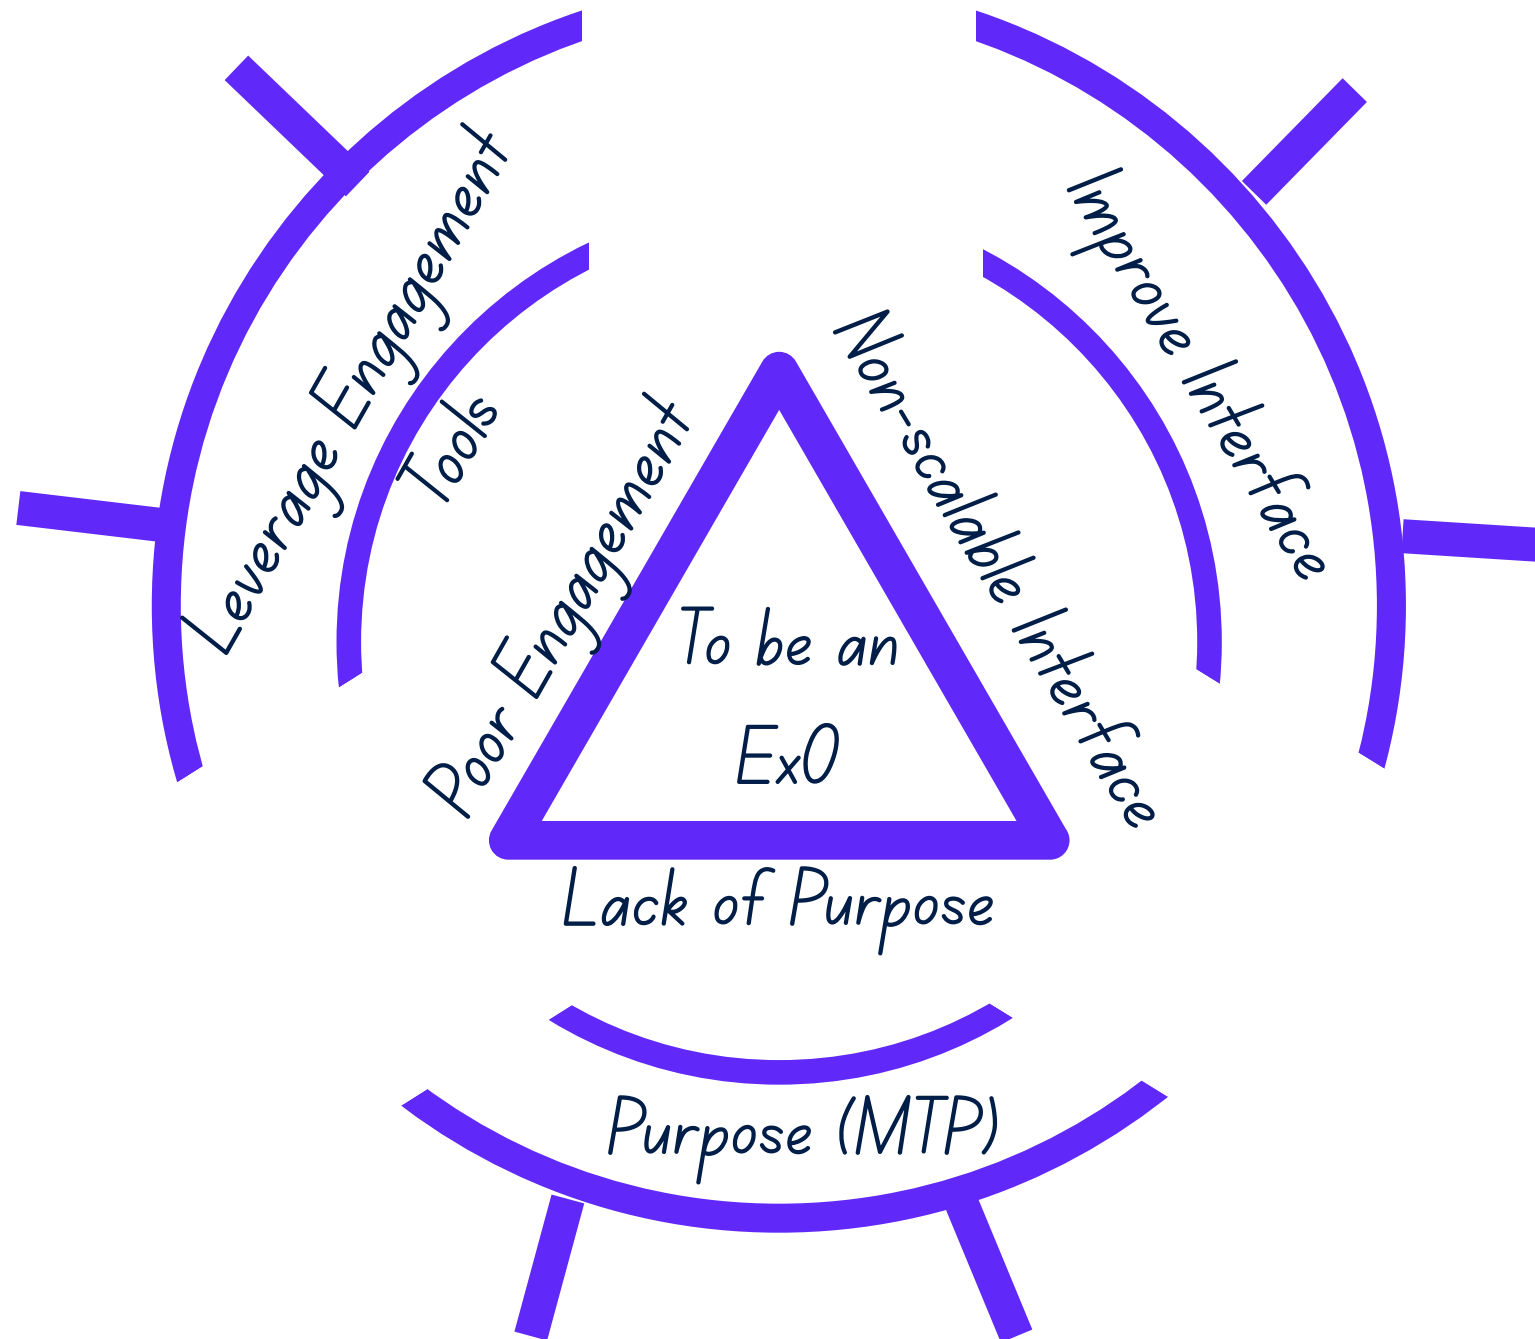 Leverage Engagement
Tools
Poor Engagement
Non-scalable Interface
Improve Interface
To be an
ExO
Lack of Purpose
Purpose (MTP)